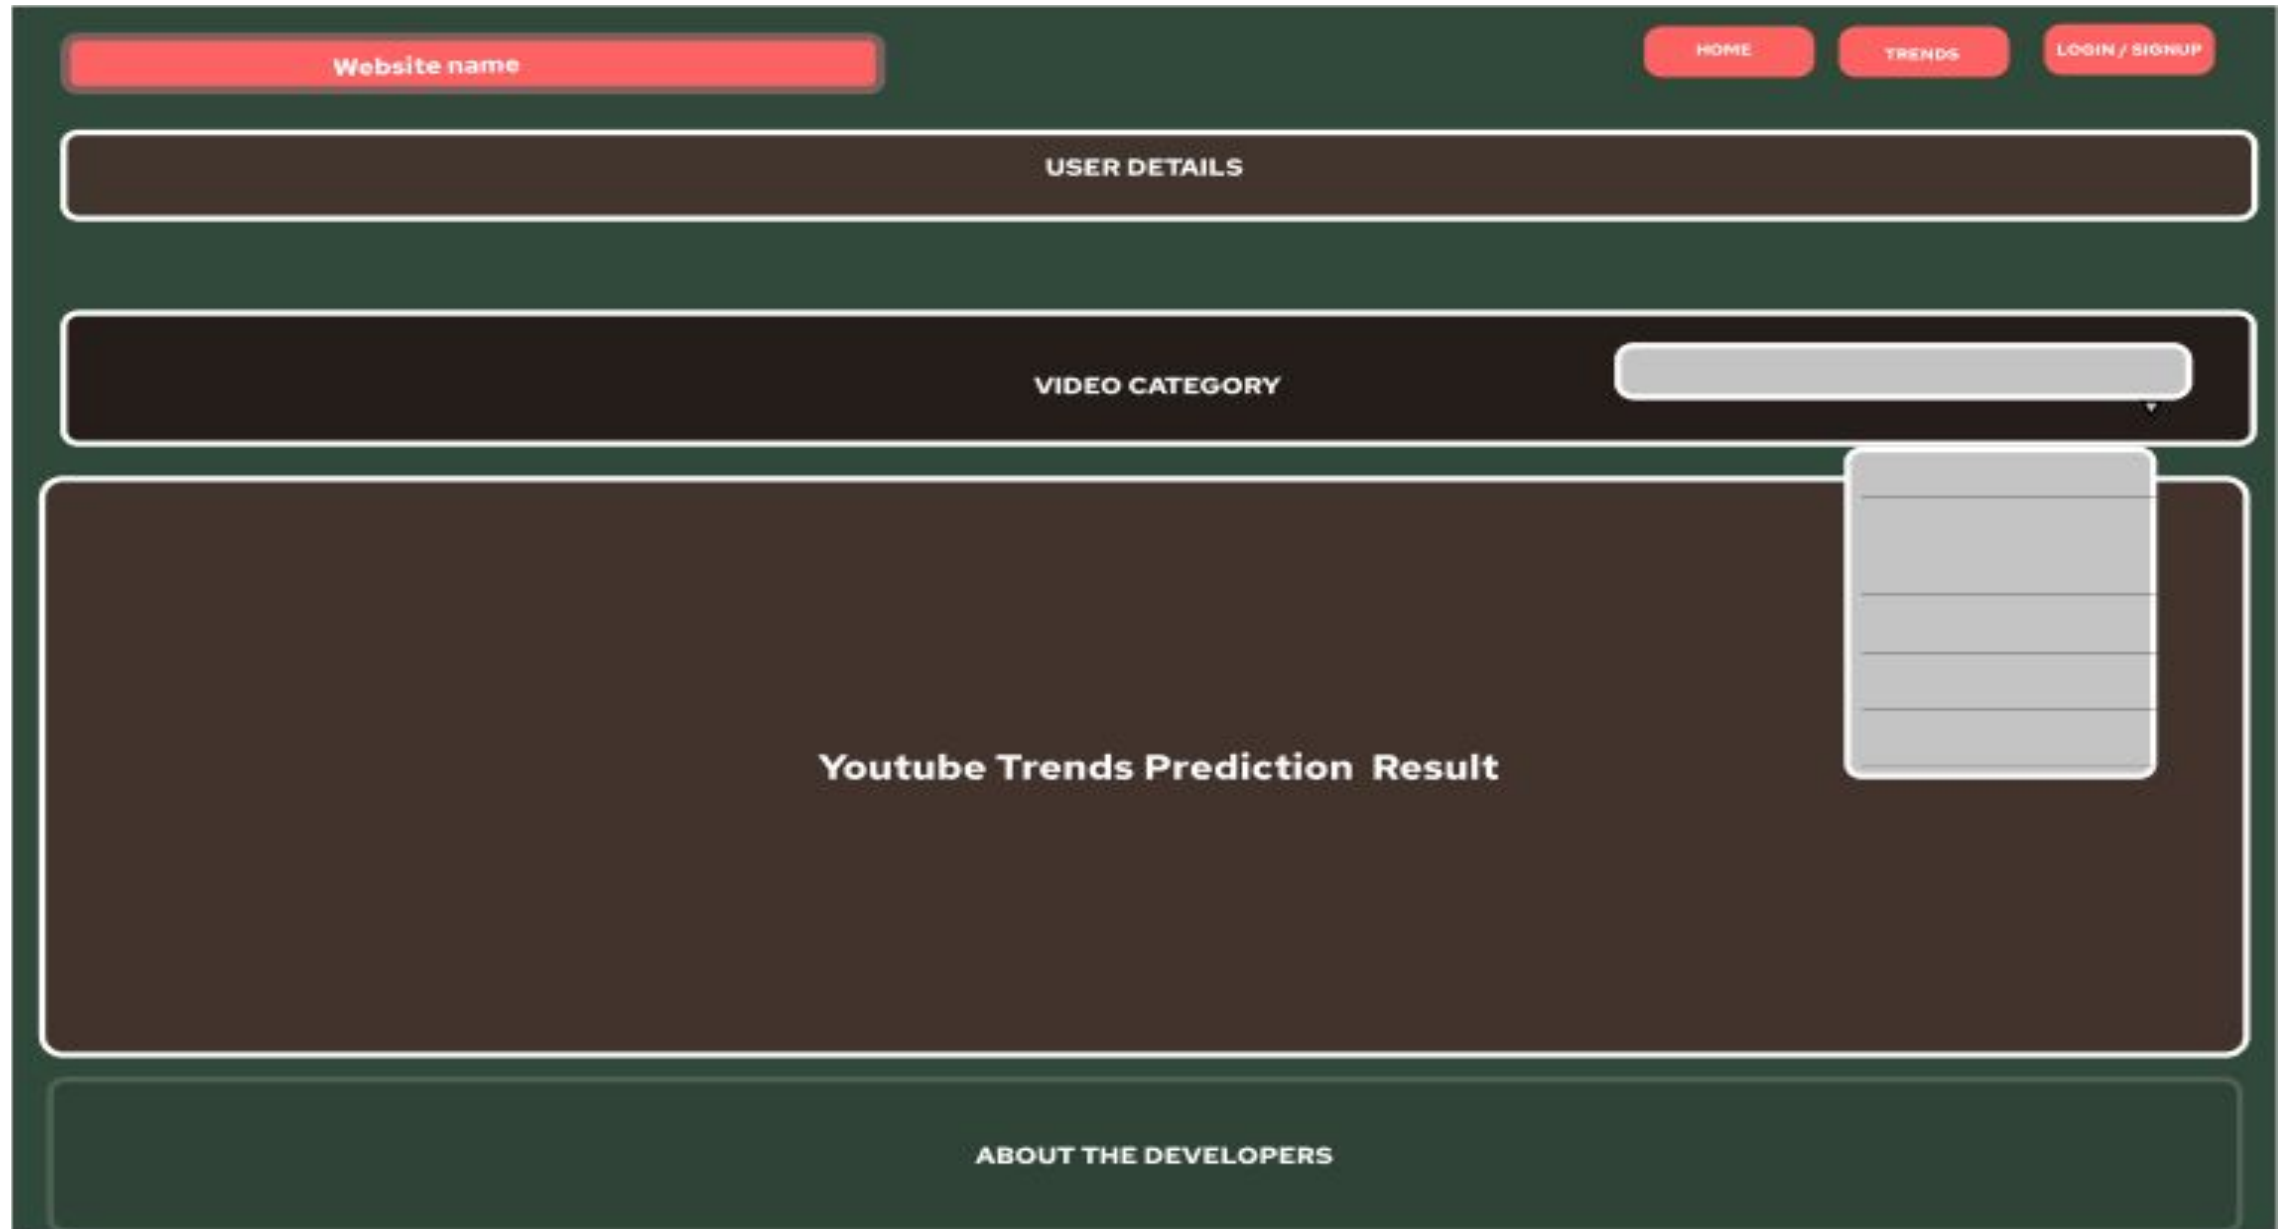 Website name
HOME
TRENDS
LOGIN / SIGNUP
USER DETAILS
VIDEO CATEGORY
Youtube Trends Prediction Result
ABOUT THE DEVELOPERS